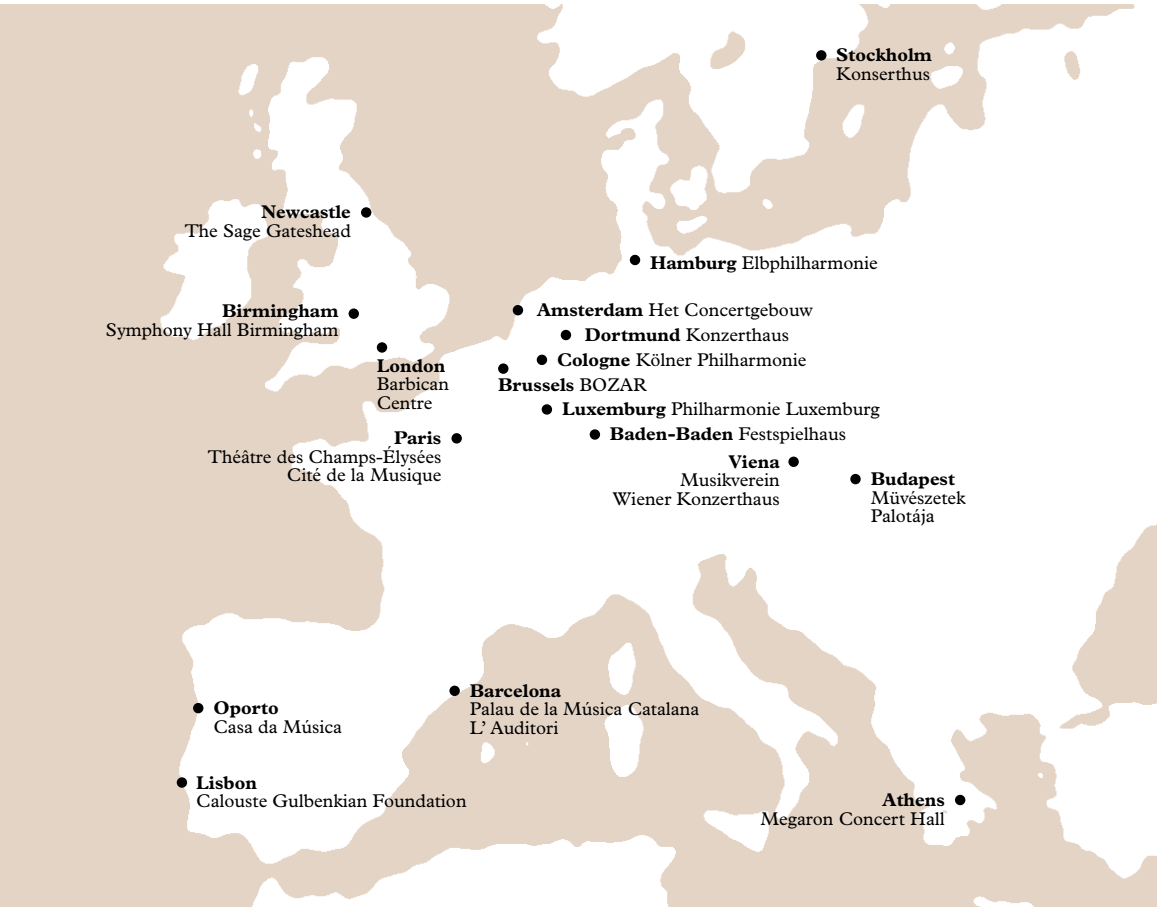 Stockholm
Konserthus
Newcastle
The Sage Gateshead
Hamburg Elbphilharmonie
Birmingham
Symphony Hall Birmingham
Amsterdam Het Concertgebouw
Dortmund Konzerthaus
London
Barbican
Centre
Cologne Kölner Philharmonie
Brussels BOZAR
Luxemburg Philharmonie Luxemburg
Paris
Théâtre des Champs-Élysées
Cité de la Musique
Baden-Baden Festspielhaus
Viena
Musikverein
Wiener Konzerthaus
Budapest
Müvészetek
Palotája
Barcelona
Palau de la Música Catalana
L’ Auditori
Oporto
Casa da Música
Lisbon
Calouste Gulbenkian Foundation
Athens
Megaron Concert Hall